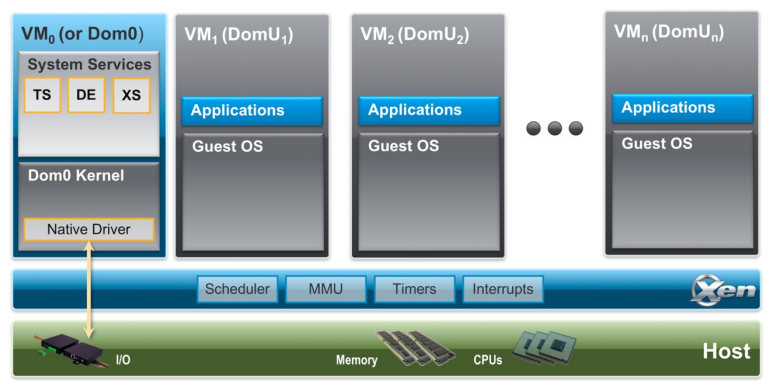 VM0 (or Dom0)
System Services
TS DE XS
Dom0 Kernel
Native Driver
VM1 (DomU1)
Applications
Guest OS
VM2 (DomU2)
Applications
Guest OS
VMn (DomUn)
Applications
Guest OS
Scheduler MMU Timers Interrupts
Xen
I/O Memory CPUs Host